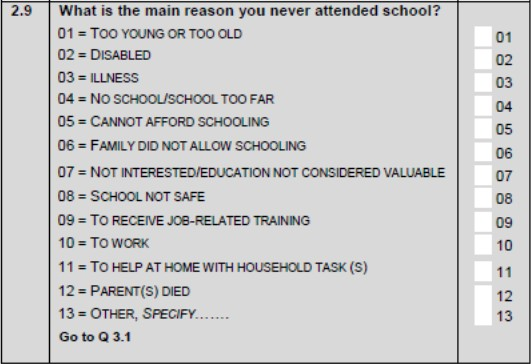 2.9 What is the main reason you never attended school?
01 = TOO YOUNG OR TOO OLD 01
02 = DISABLED 02
03 = ILLNESS 03
04 = NO SCHOOL/SCHOOL TOO FAR 04
05 = CANNOT AFFORD SCHOOLING 05
06 = FAMILY DID NOT ALLOW SCHOOLING 06
07 = NOT INTERESTED/EDUCATION NOT CONSIDERED VALUABLE 07
08 = SCHOOL NOT SAFE 08
09 = TO RECEIVE JOB-RELATED TRAINING 09
10 = TO WORK 10
11 = TO HELP AT HOME WITH HOUSEHOLD TASK (S) 11
12 = PARENT(S) DIED 12
13 = OTHER, SPECIFY....... 13
Go to Q 3.1